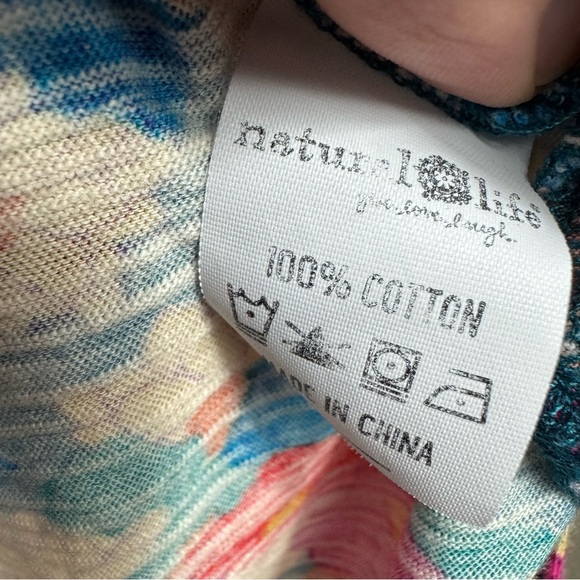 natural life
give. love. laugh.
100% COTTON
MADE IN CHINA